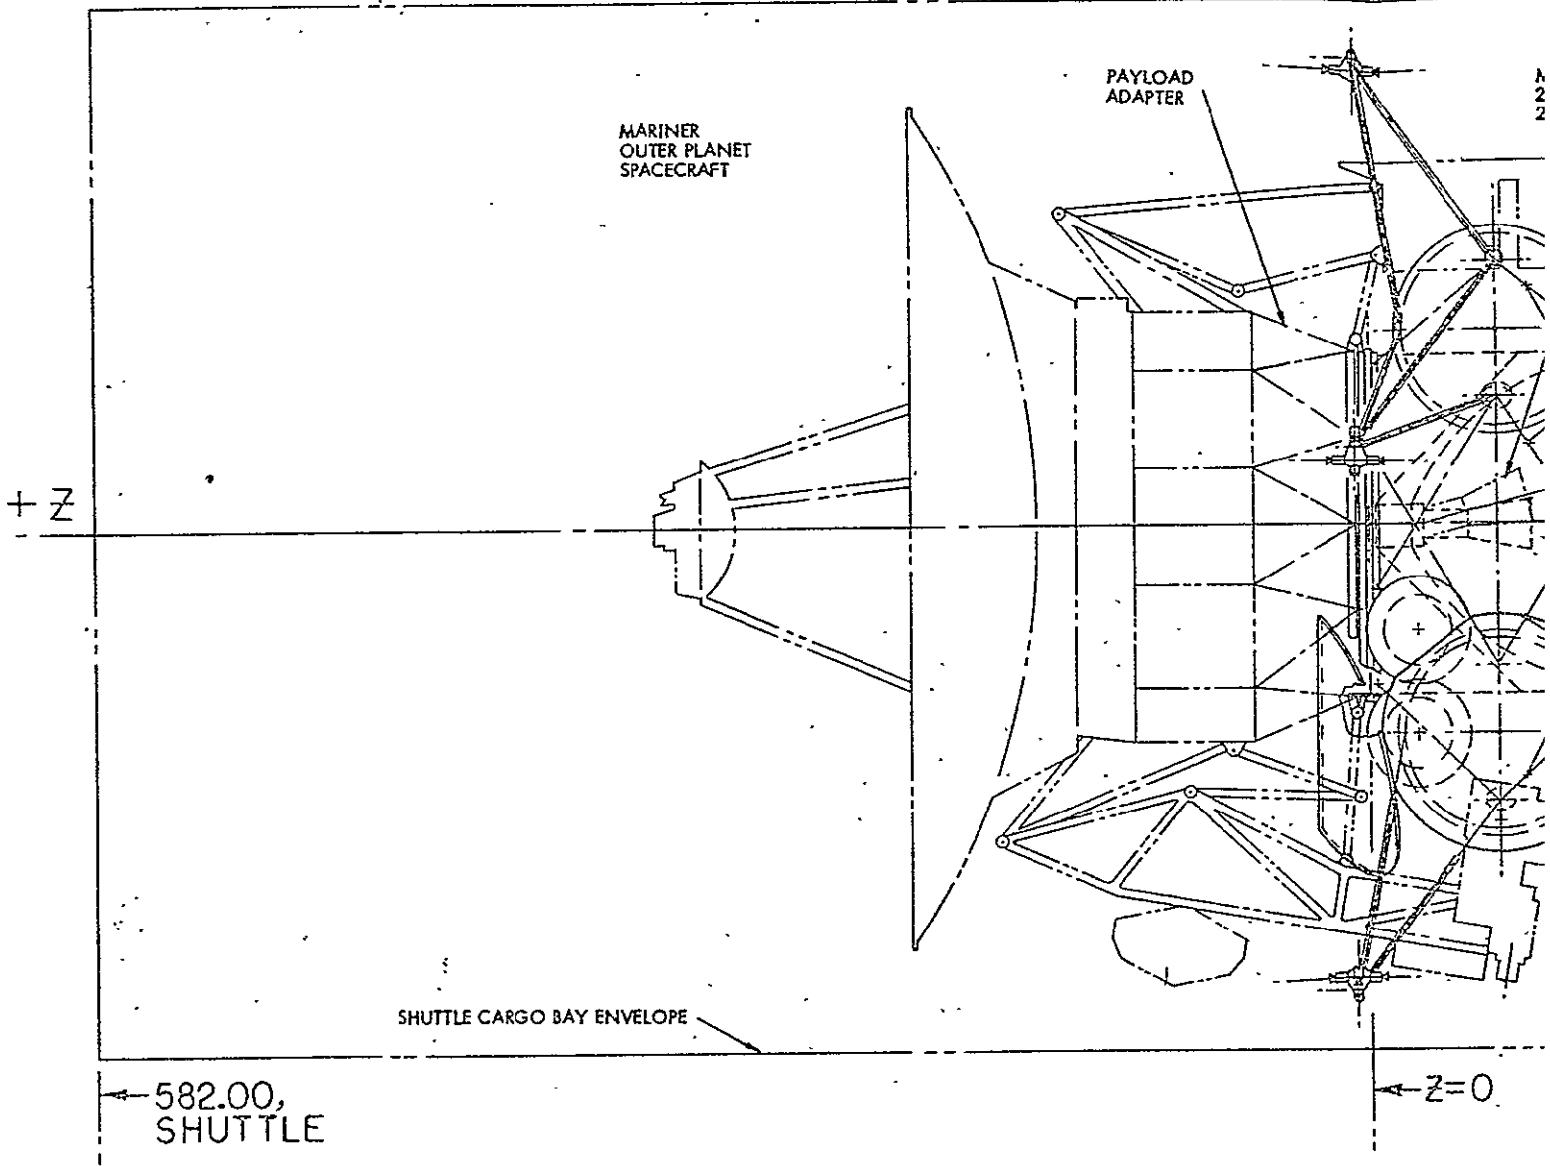 MARINER
OUTER PLANET
SPACECRAFT
PAYLOAD
ADAPTER
+Z
SHUTTLE CARGO BAY ENVELOPE
582.00,
SHUTTLE
Z=0